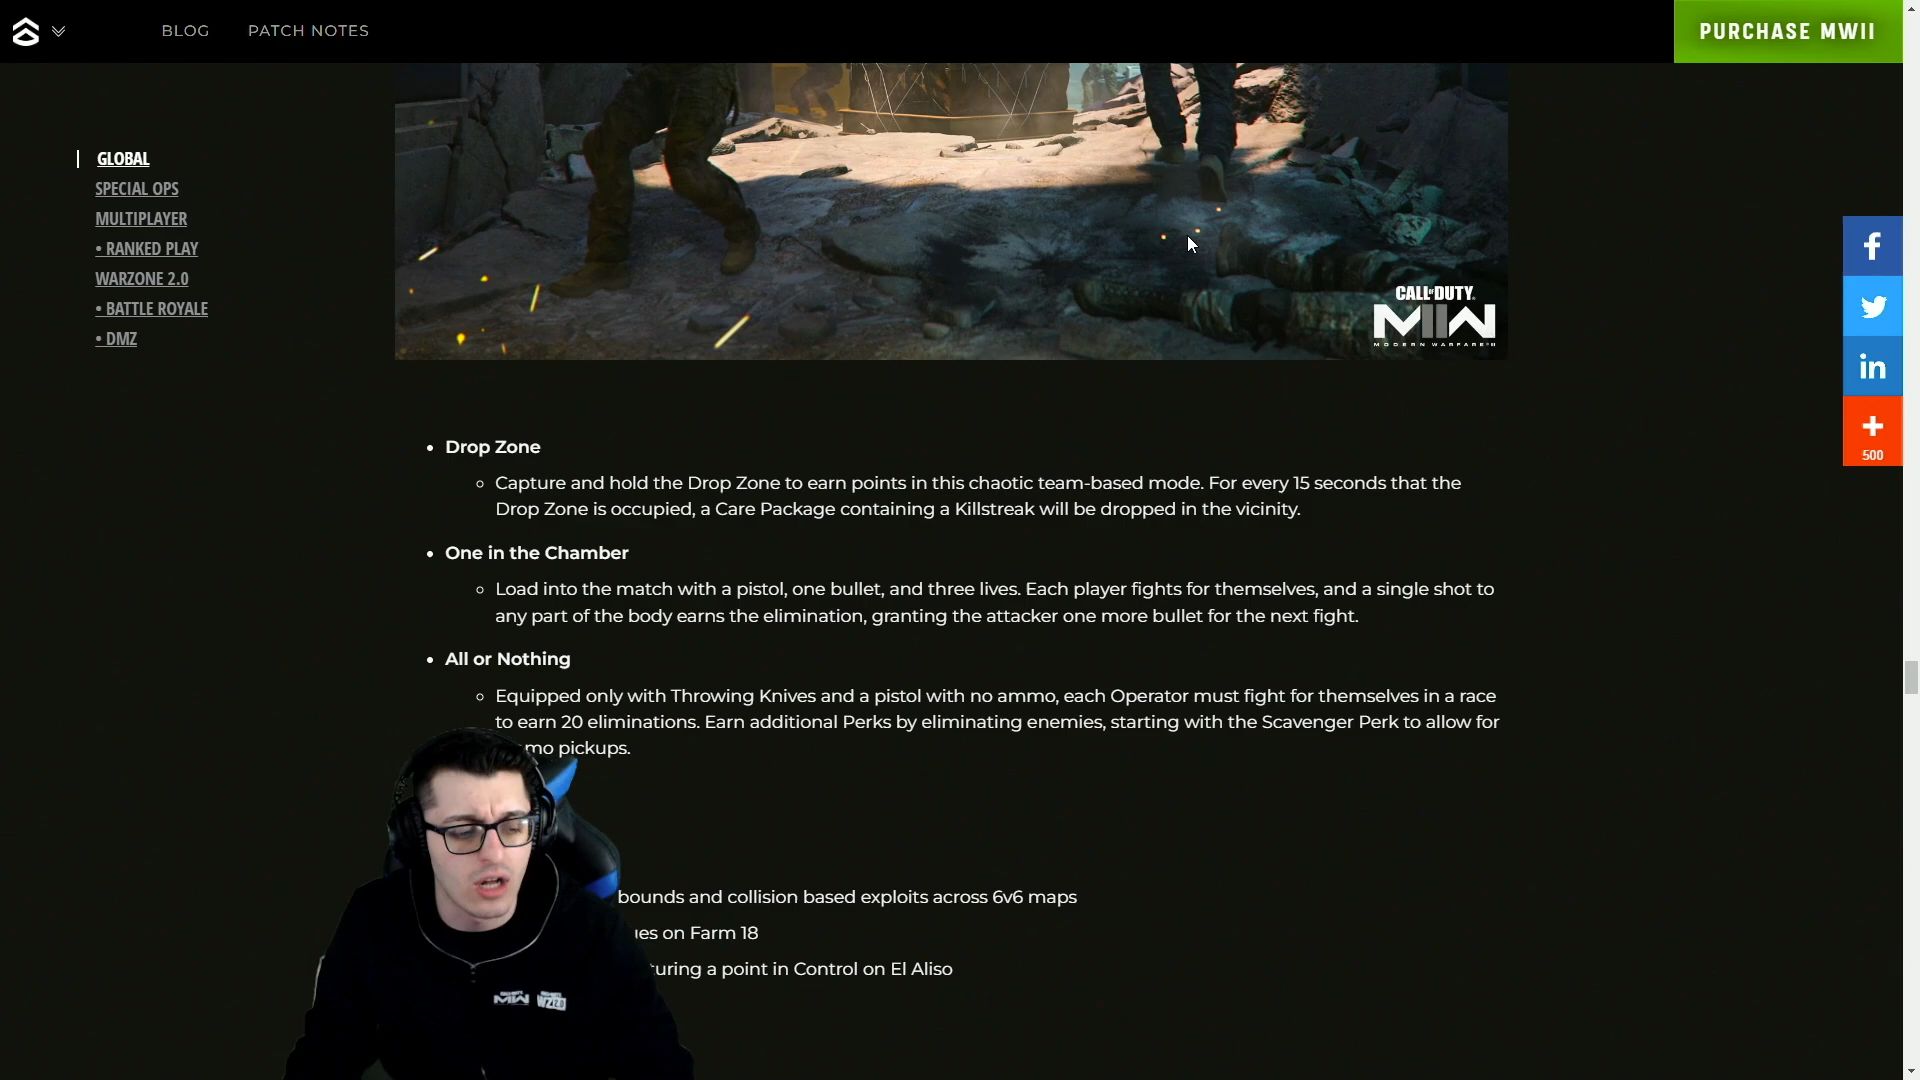 BLOG
PATCH NOTES
PURCHASE MWII
GLOBAL
SPECIAL OPS
MULTIPLAYER
• RANKED PLAY
WARZONE 2.0
• BATTLE ROYALE
• DMZ
CALL OF DUTY
MWII
MODERN WARFARE II
f
in
+
500
• Drop Zone
Capture and hold the Drop Zone to earn points in this chaotic team-based mode. For every 15 seconds that the
Drop Zone is occupied, a Care Package containing a Killstreak will be dropped in the vicinity.
• One in the Chamber
Load into the match with a pistol, one bullet, and three lives. Each player fights for themselves, and a single shot to
any part of the body earns the elimination, granting the attacker one more bullet for the next fight.
• All or Nothing
Equipped only with Throwing Knives and a pistol with no ammo, each Operator must fight for themselves in a race
to earn 20 eliminations. Earn additional Perks by eliminating enemies, starting with the Scavenger Perk to allow for
mo pickups.
bounds and collision based exploits across 6v6 maps
ues on Farm 18
turing a point in Control on El Aliso
MW
WZ2.0